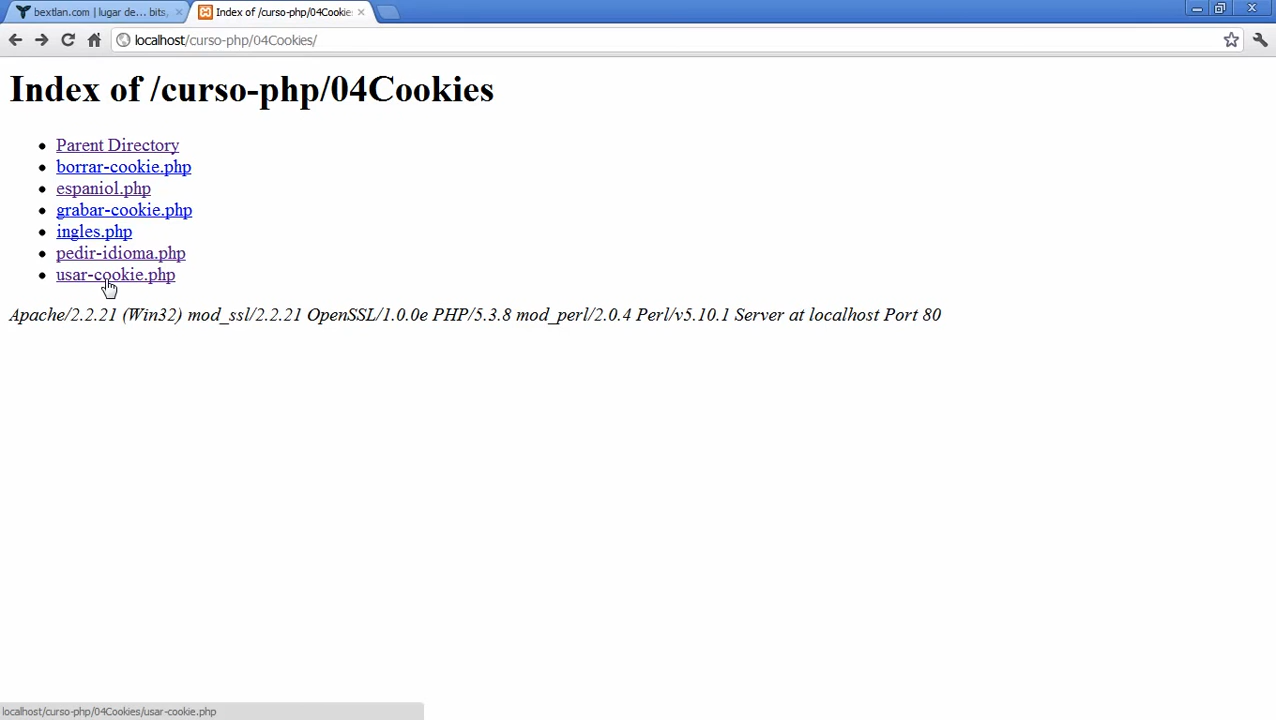 bextlan.com | lugar de... bits,
Index of /curso-php/04Cookie:
localhost/curso-php/04Cookies/
Index of /curso-php/04Cookies
Parent Directory
borrar-cookie.php
espaniol.php
grabar-cookie.php
ingles.php
pedir-idioma.php
usar-cookie.php
Apache/2.2.21 (Win32) mod_ssl/2.2.21 OpenSSL/1.0.0e PHP/5.3.8 mod_perl/2.0.4 Perl/v5.10.1 Server at localhost Port 80
localhost/curso-php/04Cookies/usar-cookie.php